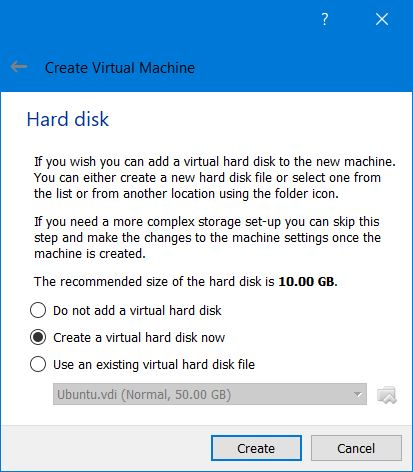 ?
Create Virtual Machine
Hard disk
If you wish you can add a virtual hard disk to the new machine.
You can either create a new hard disk file or select one from
the list or from another location using the folder icon.
If you need a more complex storage set-up you can skip this
step and make the changes to the machine settings once the
machine is created.
The recommended size of the hard disk is 10.00 GB.
Do not add a virtual hard disk
Create a virtual hard disk now
Use an existing virtual hard disk file
Ubuntu.vdi (Normal, 50.00 GB)
Create Cancel